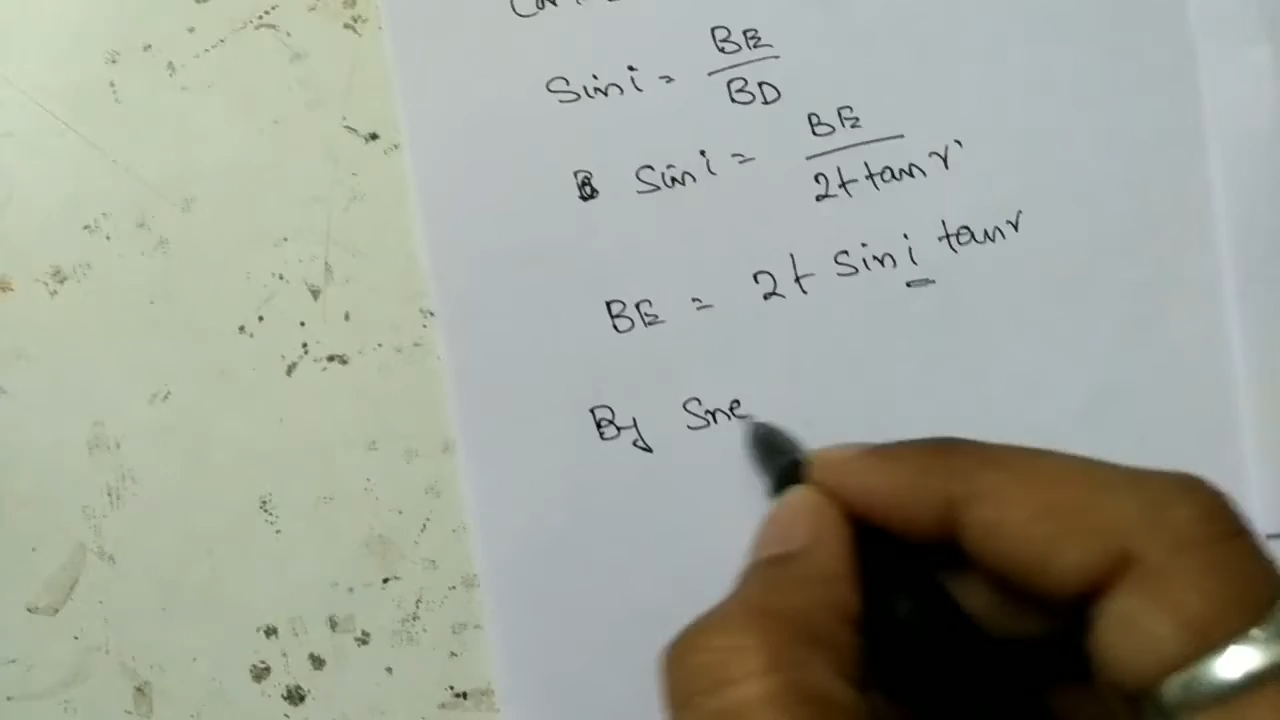 Sin i = BE / BD
Sin i = BE / 2t tan r
BE = 2t Sin i tan r
By Sne